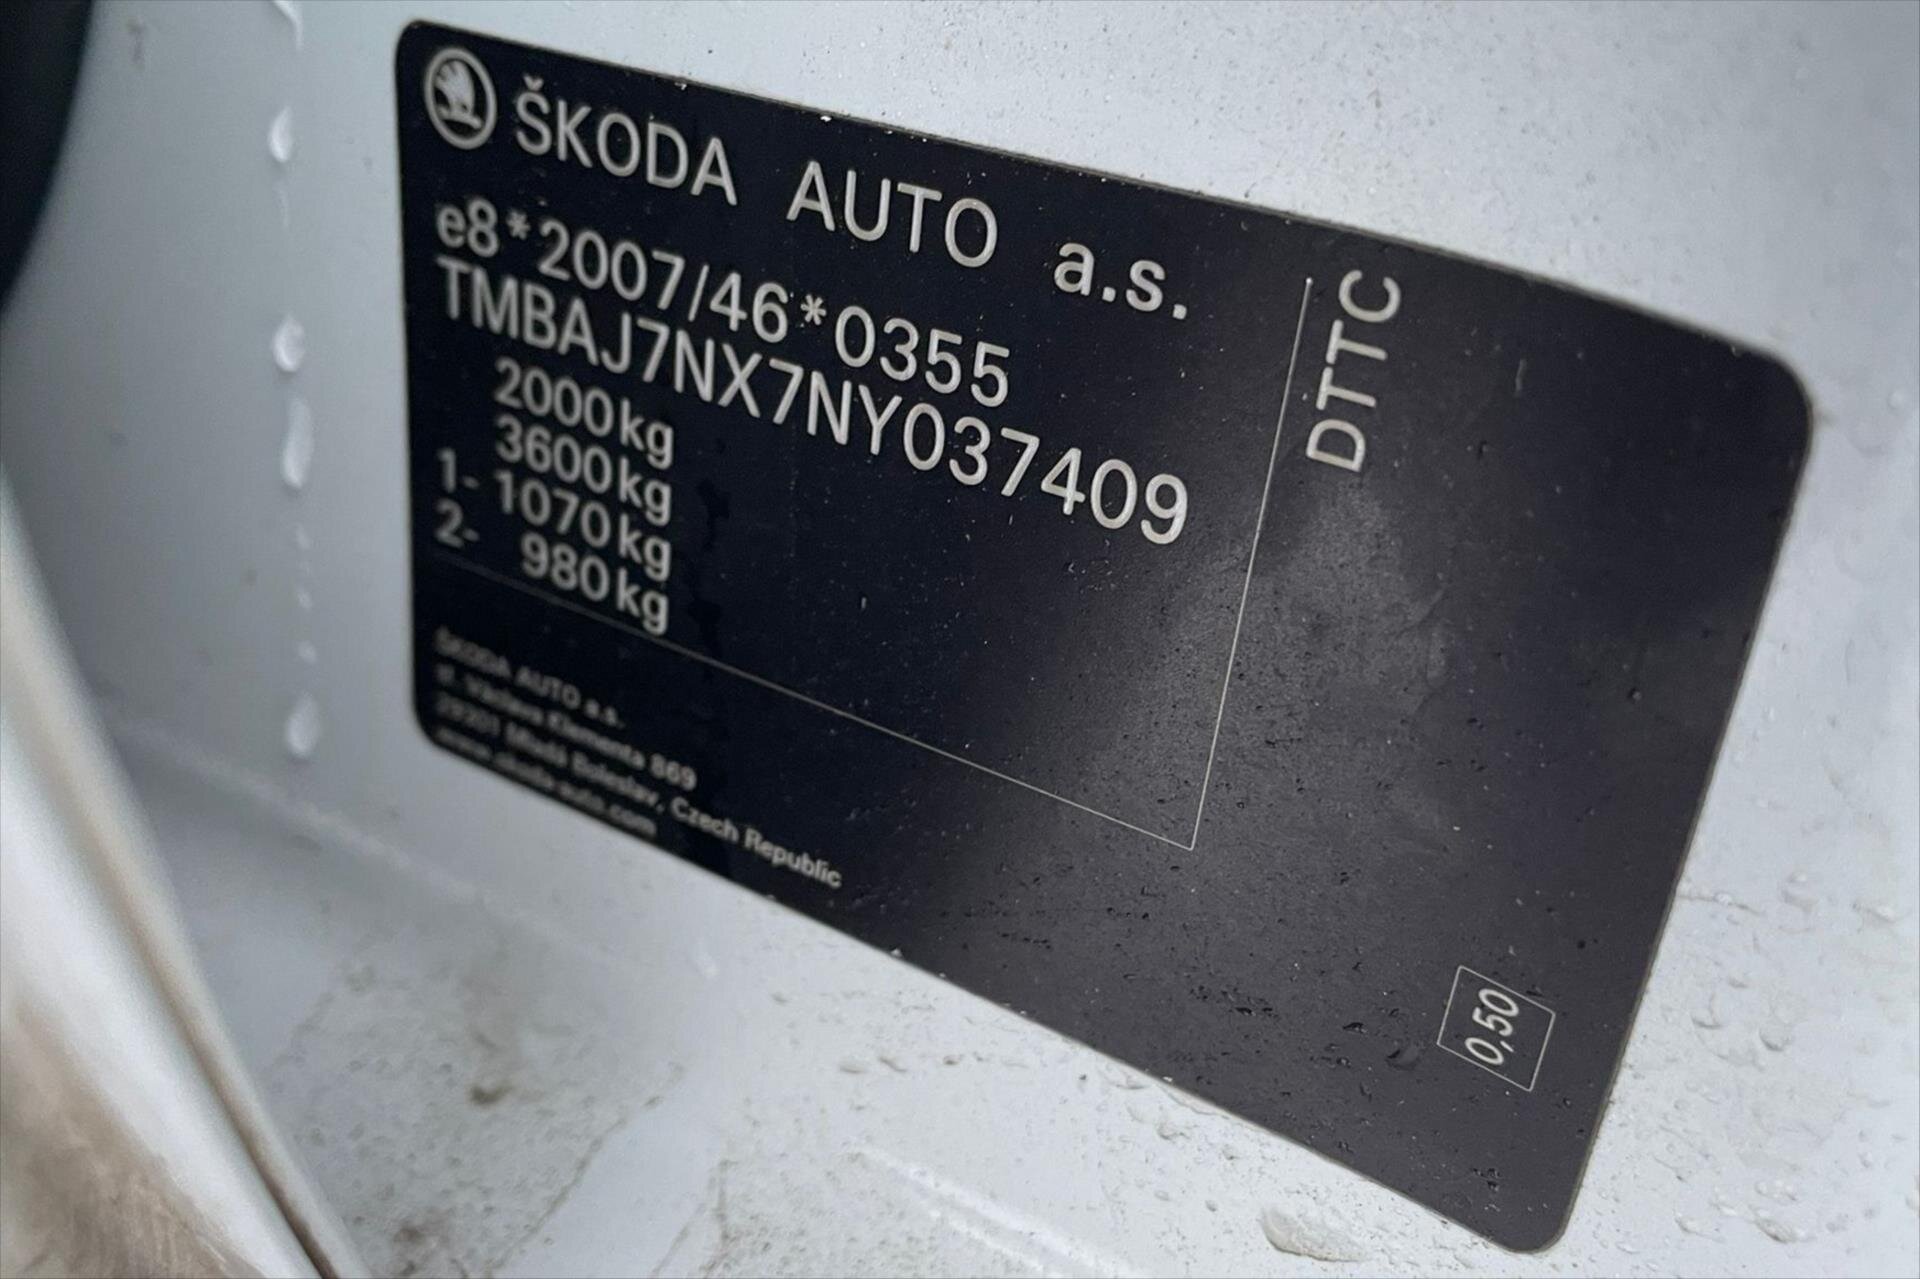 ŠKODA AUTO a.s.
e8*2007/46*0355
TMBAJ7NX7NY037409
2000kg
3600kg
1- 1070kg
2- 980kg
DTTC
0,50
ŠKODA AUTO a.s.
tř. Václava Klementa 869
29301 Mladá Boleslav, Czech Republic
www.skoda-auto.com